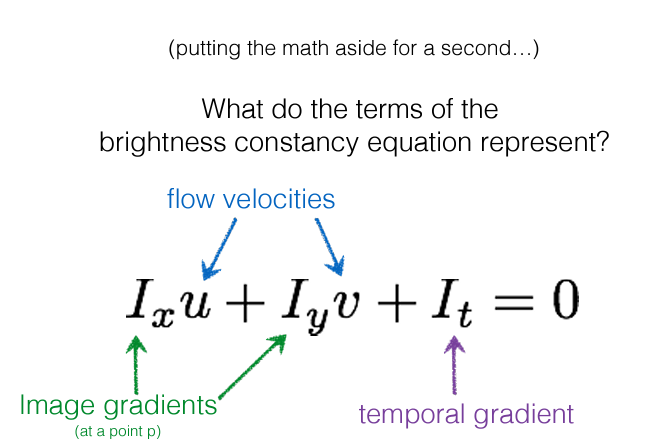 (putting the math aside for a second...)
What do the terms of the
brightness constancy equation represent?
flow velocities
I_x u + I_y v + I_t = 0
Image gradients
(at a point p)
temporal gradient